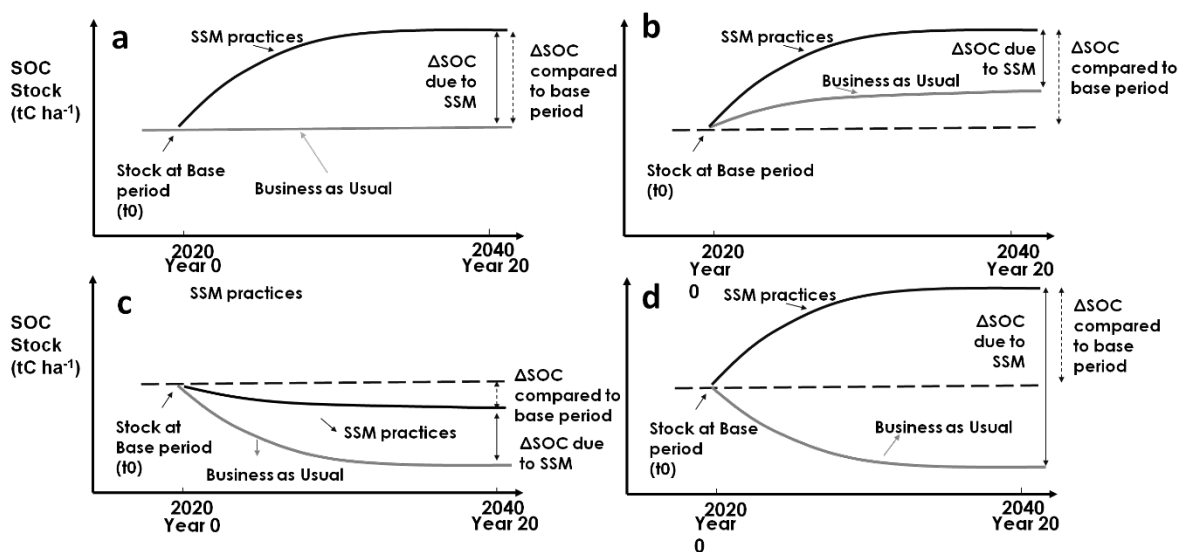 a
SSM practices
SOC
Stock
(tC ha⁻¹)
ΔSOC
due to
SSM
ΔSOC
compared
to base
period
Stock at Base
period
(t0)
Business as Usual
2020
Year 0
2040
Year 20
b
SSM practices
ΔSOC due
to SSM
ΔSOC
compared to
base period
Business as Usual
Stock at Base period
(t0)
2020
Year
0
2040
Year 20
c
SSM practices
SOC
Stock
(tC ha⁻¹)
ΔSOC
compared to
base period
Stock at
Base period
(t0)
SSM practices
ΔSOC due
to SSM
Business as Usual
2020
Year 0
2040
Year 20
d
SSM practices
ΔSOC
due to
SSM
ΔSOC
compared
to base
period
Stock at Base
period
(t0)
Business as Usual
2020
Year
0
2040
Year 20